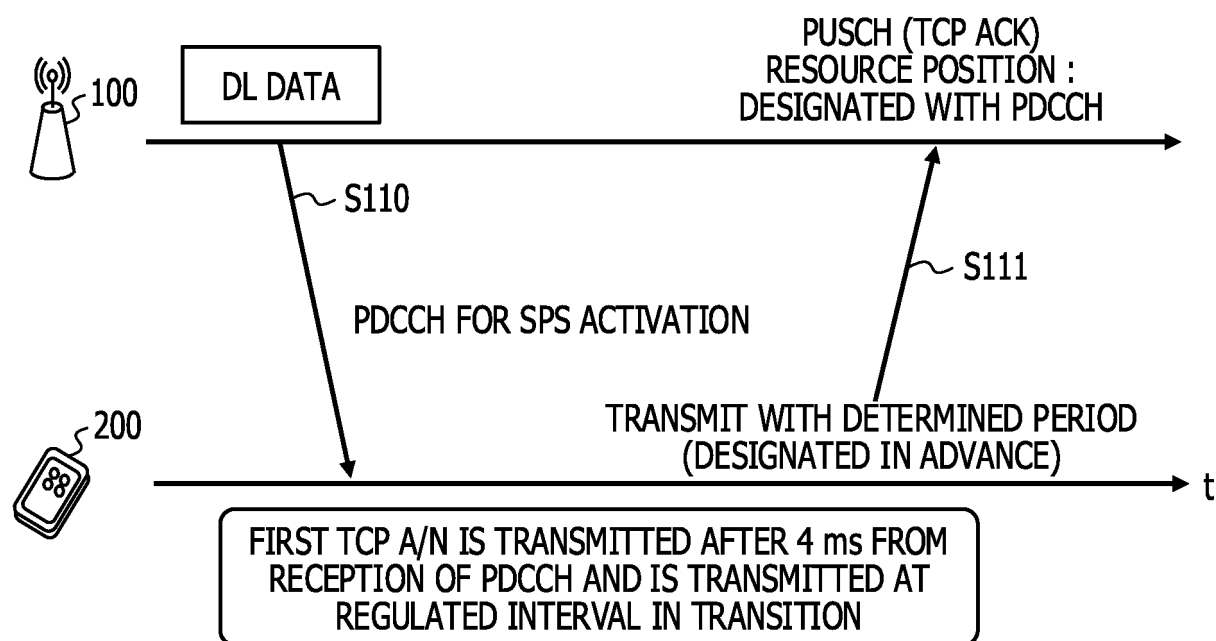 PUSCH (TCP ACK)
RESOURCE POSITION :
DESIGNATED WITH PDCCH
100
DL DATA
S110
S111
PDCCH FOR SPS ACTIVATION
TRANSMIT WITH DETERMINED PERIOD
(DESIGNATED IN ADVANCE)
200
t
FIRST TCP A/N IS TRANSMITTED AFTER 4 ms FROM
RECEPTION OF PDCCH AND IS TRANSMITTED AT
REGULATED INTERVAL IN TRANSITION